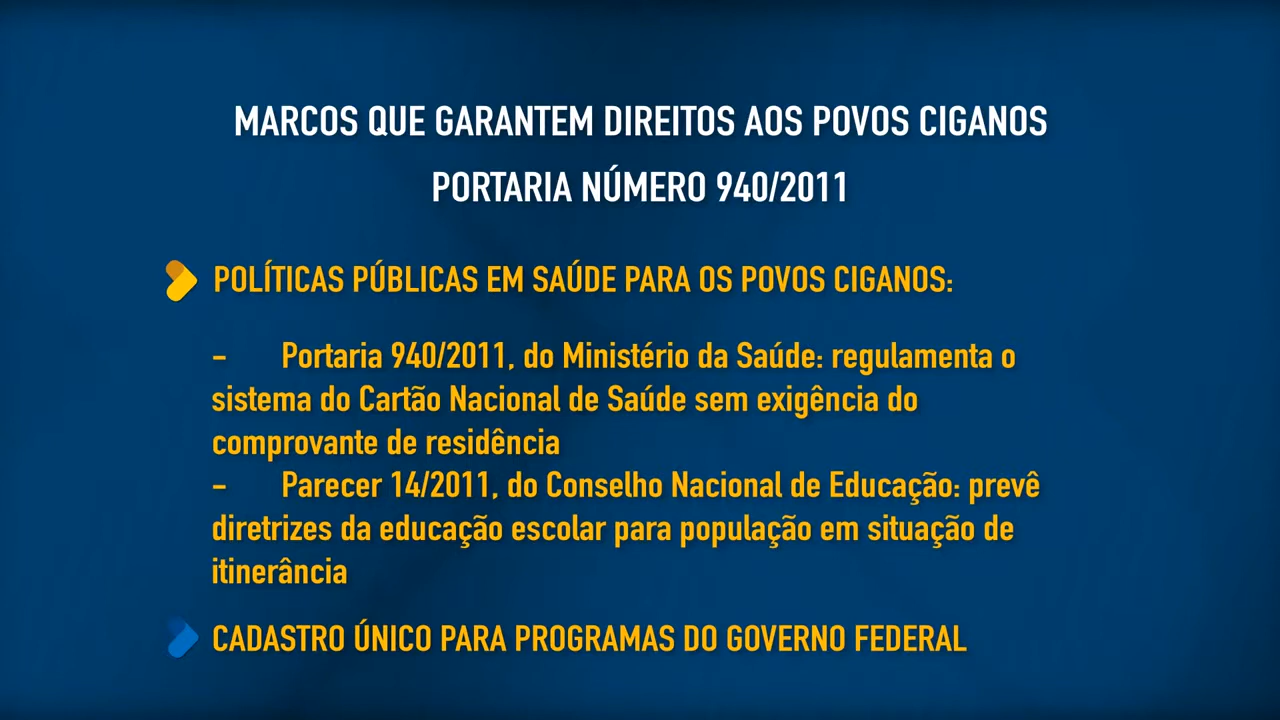 MARCOS QUE GARANTEM DIREITOS AOS POVOS CIGANOS
PORTARIA NÚMERO 940/2011
POLÍTICAS PÚBLICAS EM SAÚDE PARA OS POVOS CIGANOS:
- Portaria 940/2011, do Ministério da Saúde: regulamenta o
sistema do Cartão Nacional de Saúde sem exigência do
comprovante de residência
- Parecer 14/2011, do Conselho Nacional de Educação: prevê
diretrizes da educação escolar para população em situação de
itinerância
CADASTRO ÚNICO PARA PROGRAMAS DO GOVERNO FEDERAL